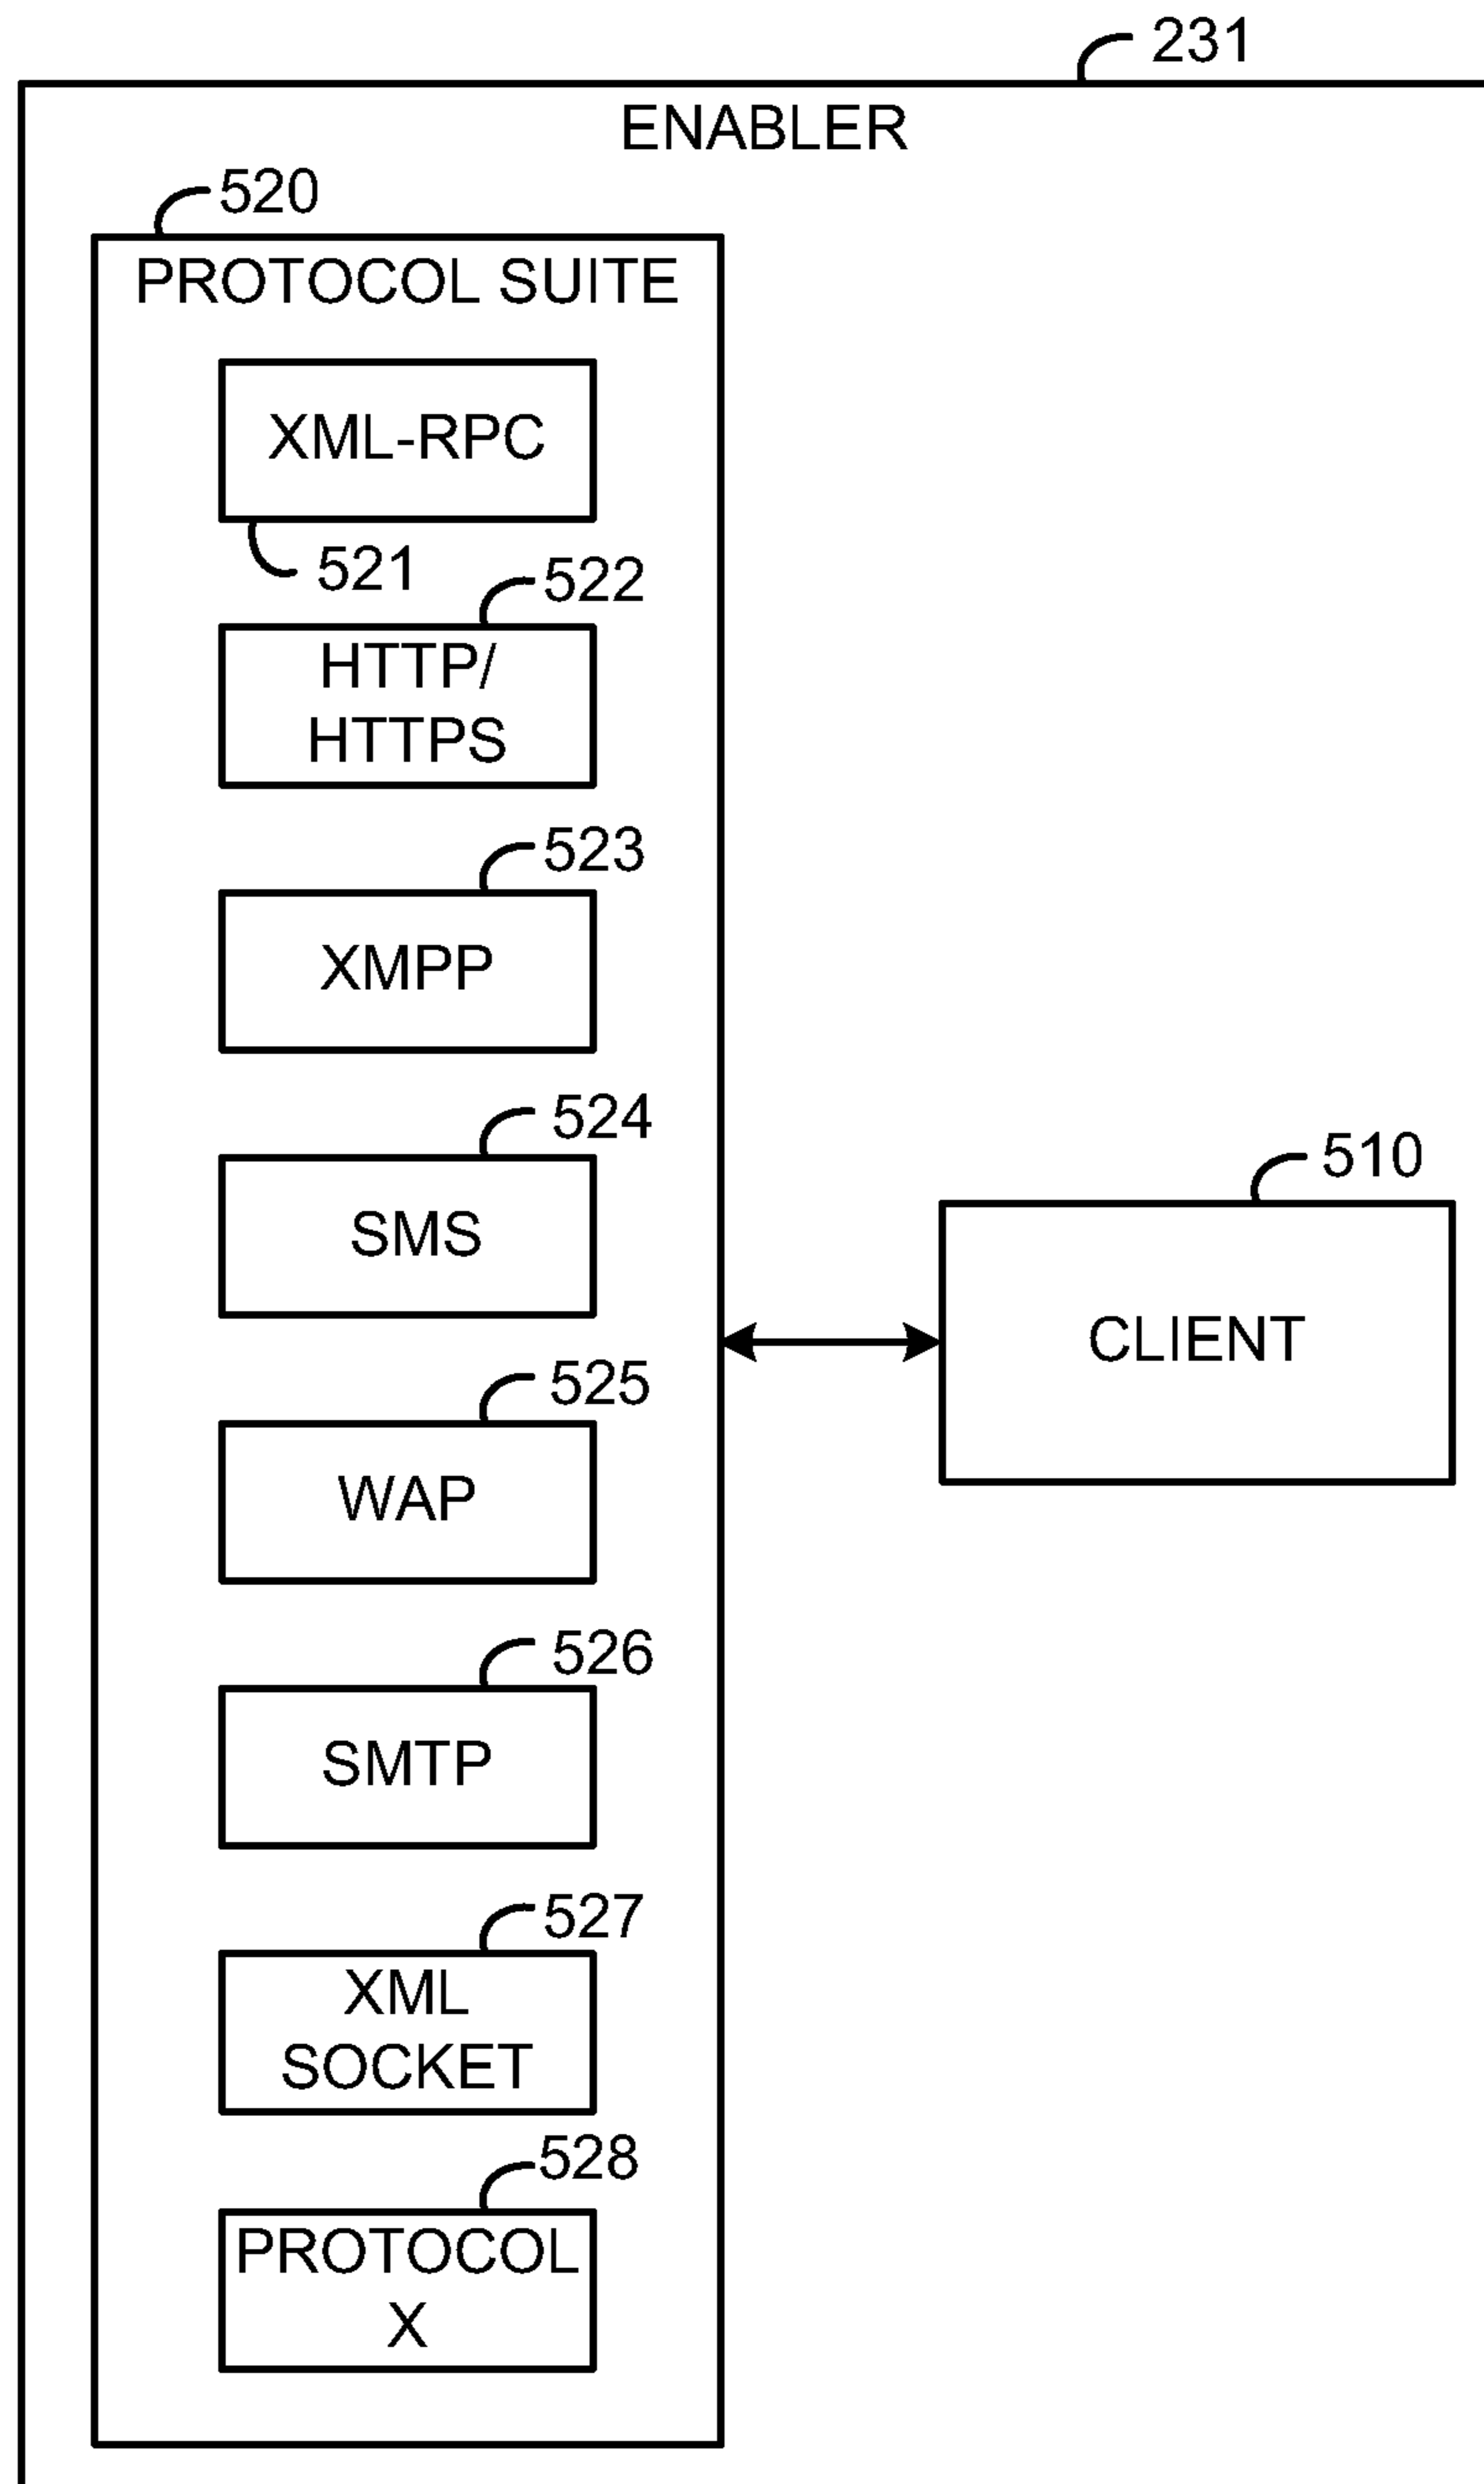 231
ENABLER
520
PROTOCOL SUITE
XML-RPC
521
522
HTTP/
HTTPS
523
XMPP
524
SMS
510
CLIENT
525
WAP
526
SMTP
527
XML
SOCKET
528
PROTOCOL
X